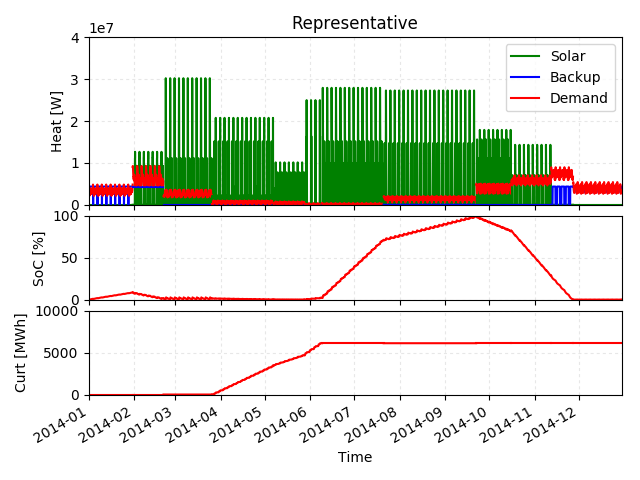 Representative
1e7
4
3
2
1
0
Heat [W]
Solar
Backup
Demand
100
50
0
SoC [%]
10000
5000
0
Curt [MWh]
2014-01
2014-02
2014-03
2014-04
2014-05
2014-06
2014-07
2014-08
2014-09
2014-10
2014-11
2014-12
Time